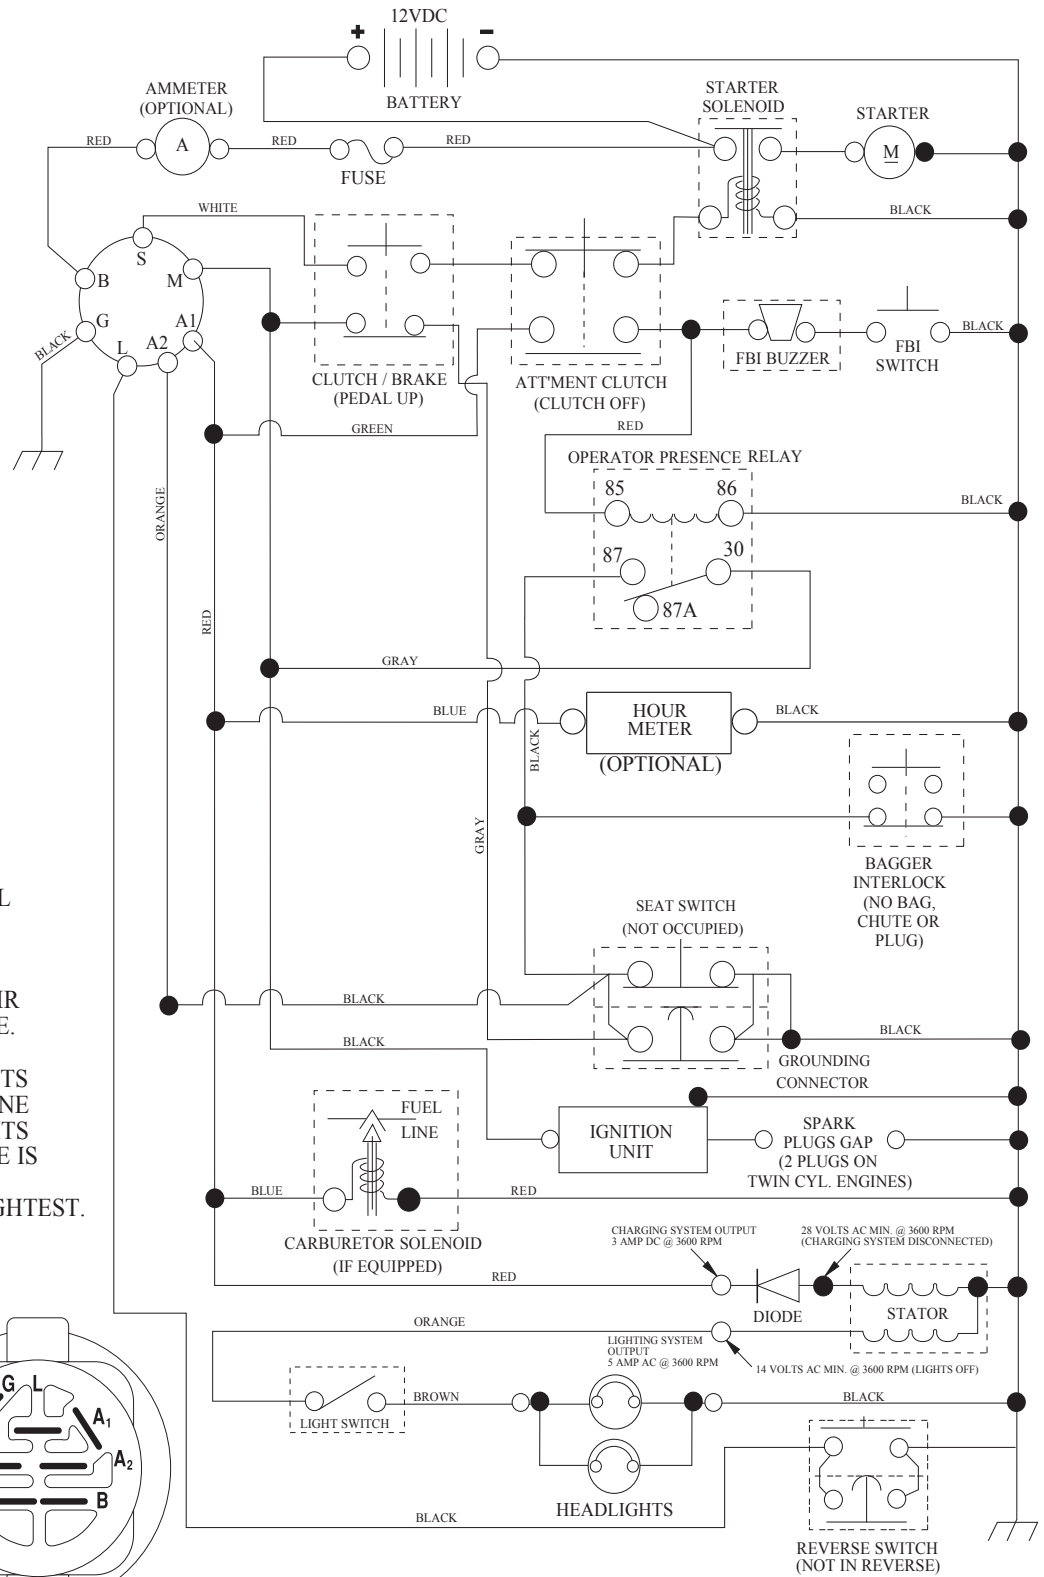 12VDC
+
-
BATTERY
AMMETER
(OPTIONAL)
A
RED
RED
FUSE
RED
STARTER
SOLENOID
STARTER
M
BLACK
WHITE
S
B
M
G
A1
L
A2
BLACK
CLUTCH / BRAKE
(PEDAL UP)
ATT'MENT CLUTCH
(CLUTCH OFF)
FBI BUZZER
FBI
SWITCH
BLACK
GREEN
RED
OPERATOR PRESENCE RELAY
85
86
BLACK
87
30
87A
ORANGE
RED
GRAY
BLUE
HOUR
METER
(OPTIONAL)
BLACK
BLACK
GRAY
BAGGER
INTERLOCK
(NO BAG,
CHUTE OR
PLUG)
L
SEAT SWITCH
(NOT OCCUPIED)
IR
E.
BLACK
BLACK
BLACK
GROUNDING
CONNECTOR
TS
NE
TS
E IS
GHTEST.
FUEL
LINE
IGNITION
UNIT
SPARK
PLUGS GAP
(2 PLUGS ON
TWIN CYL. ENGINES)
BLUE
RED
CARBURETOR SOLENOID
(IF EQUIPPED)
CHARGING SYSTEM OUTPUT
3 AMP DC @ 3600 RPM
28 VOLTS AC MIN. @ 3600 RPM
(CHARGING SYSTEM DISCONNECTED)
RED
DIODE
STATOR
ORANGE
LIGHTING SYSTEM
OUTPUT
5 AMP AC @ 3600 RPM
14 VOLTS AC MIN. @ 3600 RPM (LIGHTS OFF)
LIGHT SWITCH
BROWN
BLACK
HEADLIGHTS
BLACK
REVERSE SWITCH
(NOT IN REVERSE)
G
L
A1
A2
B